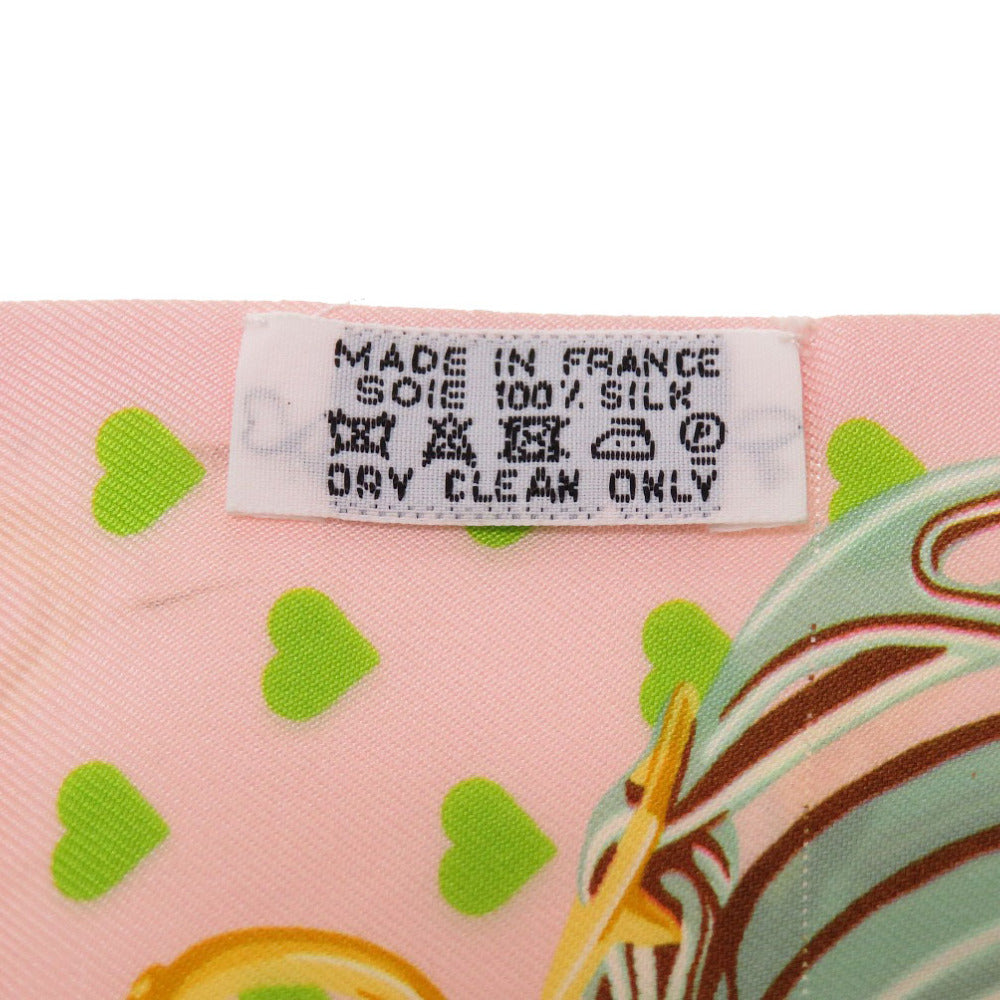 MADE IN FRANCE
SOIE 100% SILK
P
DRY CLEAN ONLY